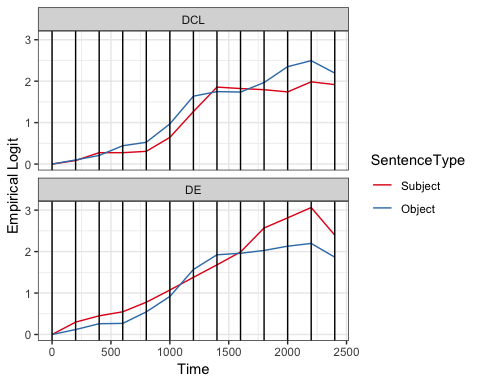 DCL
3
2
1
0
DE
3
2
1
0
0 500 1000 1500 2000 2500
Time
Empirical Logit
SentenceType
Subject
Object